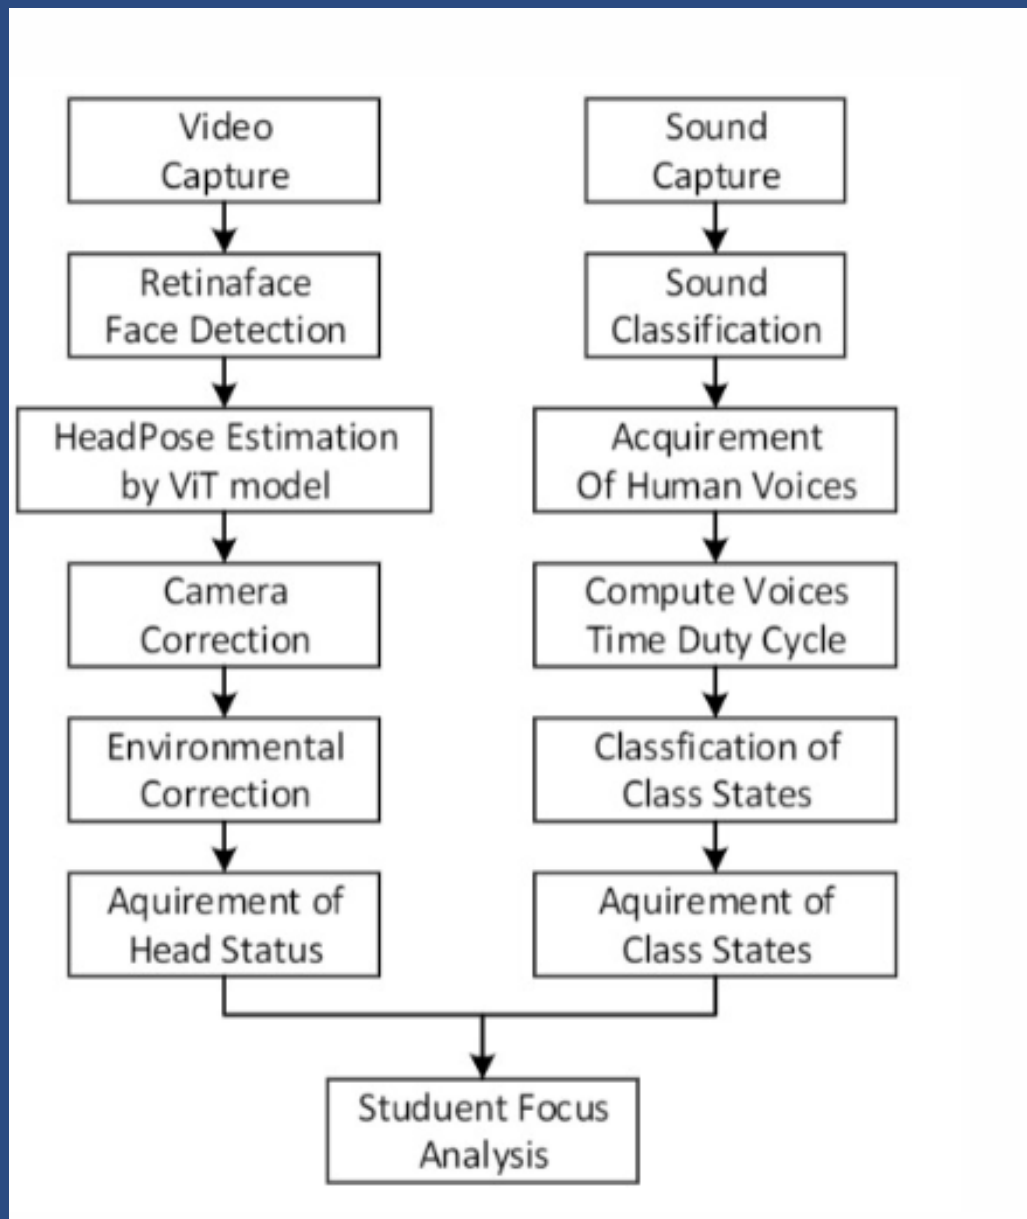 Video
Capture
Retinaface
Face Detection
HeadPose Estimation
by ViT model
Camera
Correction
Environmental
Correction
Aquirement of
Head Status
Sound
Capture
Sound
Classification
Acquirement
Of Human Voices
Compute Voices
Time Duty Cycle
Classfication of
Class States
Aquirement of
Class States
Studuent Focus
Analysis